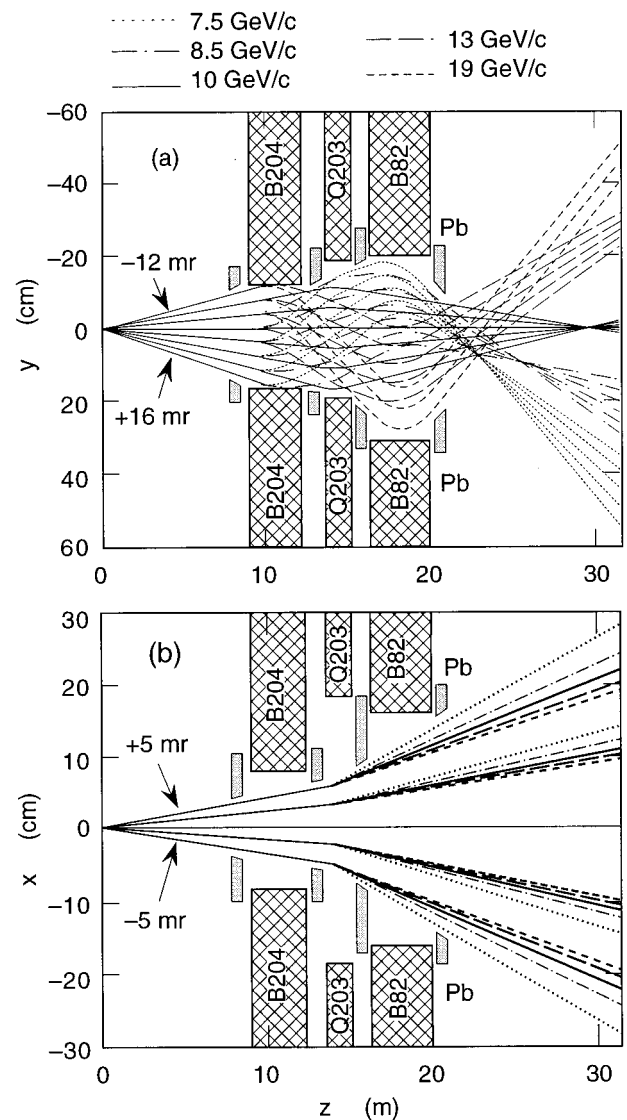 7.5 GeV/c
8.5 GeV/c
10 GeV/c
13 GeV/c
19 GeV/c
-60
-40
-20
0
20
40
60
y (cm)
(a)
B204
Q203
B82
Pb
-12 mr
+16 mr
B204
Q203
B82
Pb
0
10
20
30
30
20
10
0
-10
-20
-30
x (cm)
(b)
B204
Q203
B82
Pb
+5 mr
-5 mr
B204
Q203
B82
Pb
0
10
20
30
z (m)